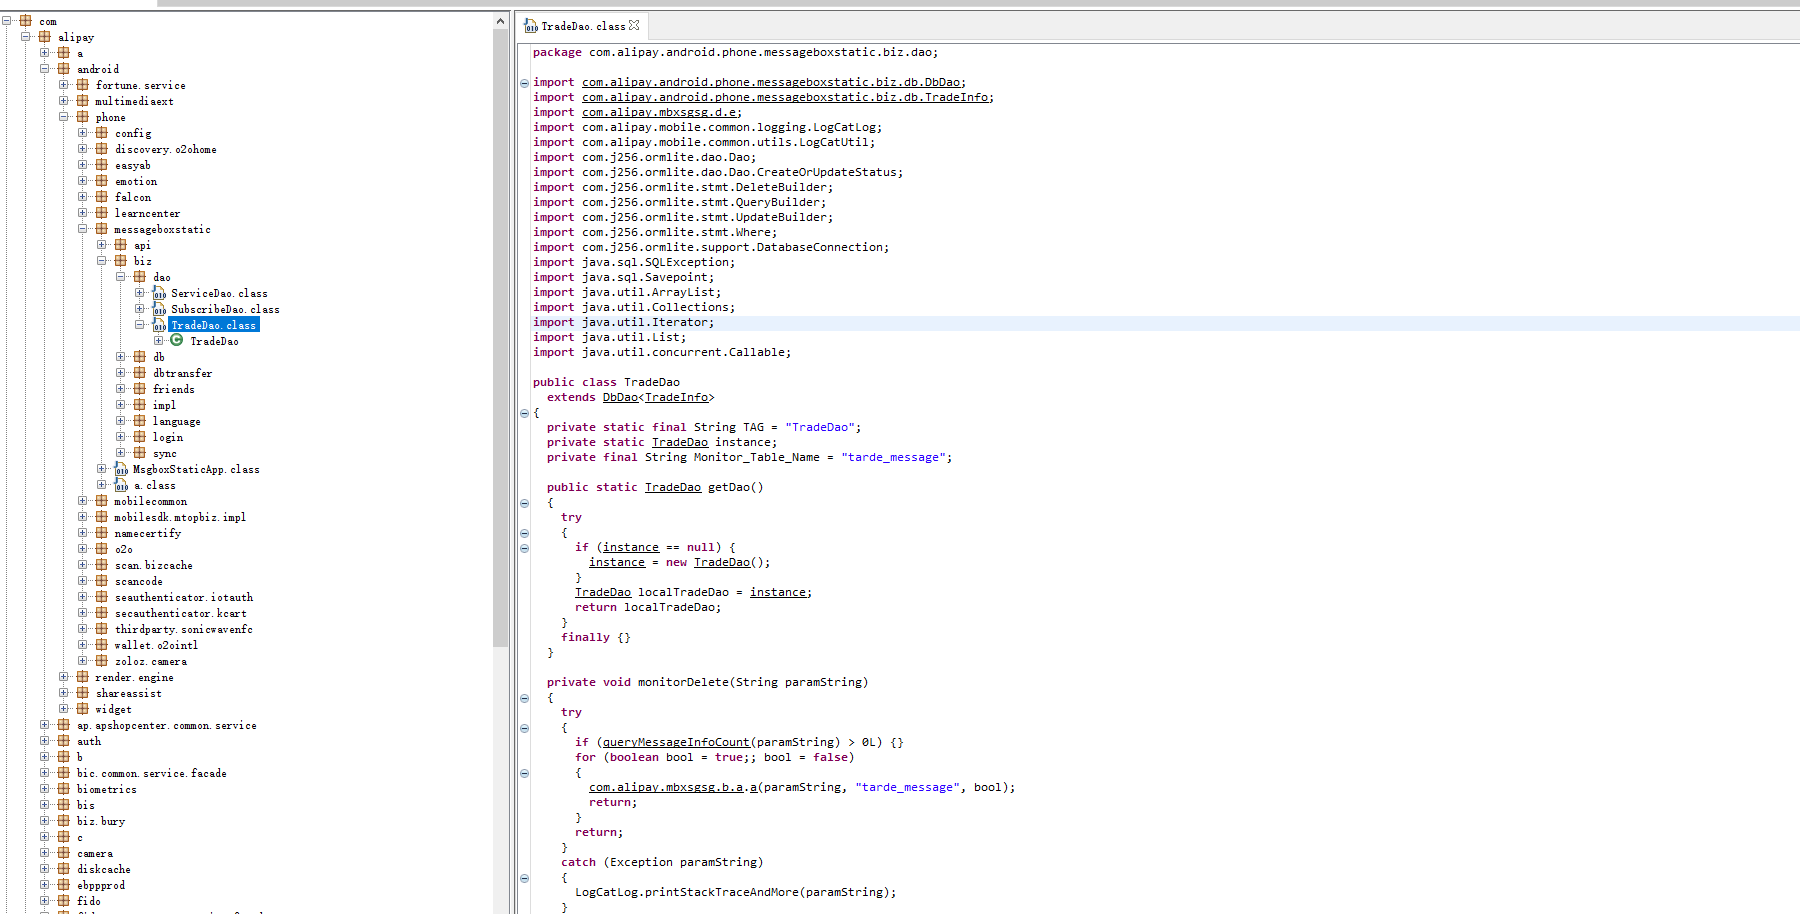 com
alipay
a
android
fortune.service
multimediaext
phone
config
discovery.o2ohome
easyab
emotion
falcon
learncenter
messageboxstatic
api
biz
dao
ServiceDao.class
SubscribeDao.class
TradeDao.class
TradeDao
db
dbtransfer
friends
impl
language
login
sync
MsgboxStaticApp.class
a.class
mobilecommon
mobilesdk.mtopbiz.impl
namecertify
o2o
scan.bizcache
scancode
seauthenticator.iotauth
secauthenticator.kcart
thirdparty.sonicwavenfc
wallet.o2ointl
zoloz.camera
render.engine
shareassist
widget
ap.apshopcenter.common.service
auth
b
bic.common.service.facade
biometrics
bis
biz.bury
c
camera
diskcache
ebppprod
fido
TradeDao.class
package com.alipay.android.phone.messageboxstatic.biz.dao;
import com.alipay.android.phone.messageboxstatic.biz.db.DbDao;
import com.alipay.android.phone.messageboxstatic.biz.db.TradeInfo;
import com.alipay.mbxsgsg.d.e;
import com.alipay.mobile.common.logging.LogCatLog;
import com.alipay.mobile.common.utils.LogCatUtil;
import com.j256.ormlite.dao.Dao;
import com.j256.ormlite.dao.Dao.CreateOrUpdateStatus;
import com.j256.ormlite.stmt.DeleteBuilder;
import com.j256.ormlite.stmt.QueryBuilder;
import com.j256.ormlite.stmt.UpdateBuilder;
import com.j256.ormlite.stmt.Where;
import com.j256.ormlite.support.DatabaseConnection;
import java.sql.SQLException;
import java.sql.Savepoint;
import java.util.ArrayList;
import java.util.Collections;
import java.util.Iterator;
import java.util.List;
import java.util.concurrent.Callable;
public class TradeDao
extends DbDao<TradeInfo>
{
private static final String TAG = "TradeDao";
private static TradeDao instance;
private final String Monitor_Table_Name = "tarde_message";
public static TradeDao getDao()
{
try
{
if (instance == null) {
instance = new TradeDao();
}
TradeDao localTradeDao = instance;
return localTradeDao;
}
finally {}
}
private void monitorDelete(String paramString)
{
try
{
if (queryMessageInfoCount(paramString) > 0L) {}
for (boolean bool = true;; bool = false)
{
com.alipay.mbxsgsg.b.a.a(paramString, "tarde_message", bool);
return;
}
return;
}
catch (Exception paramString)
{
LogCatLog.printStackTraceAndMore(paramString);
}